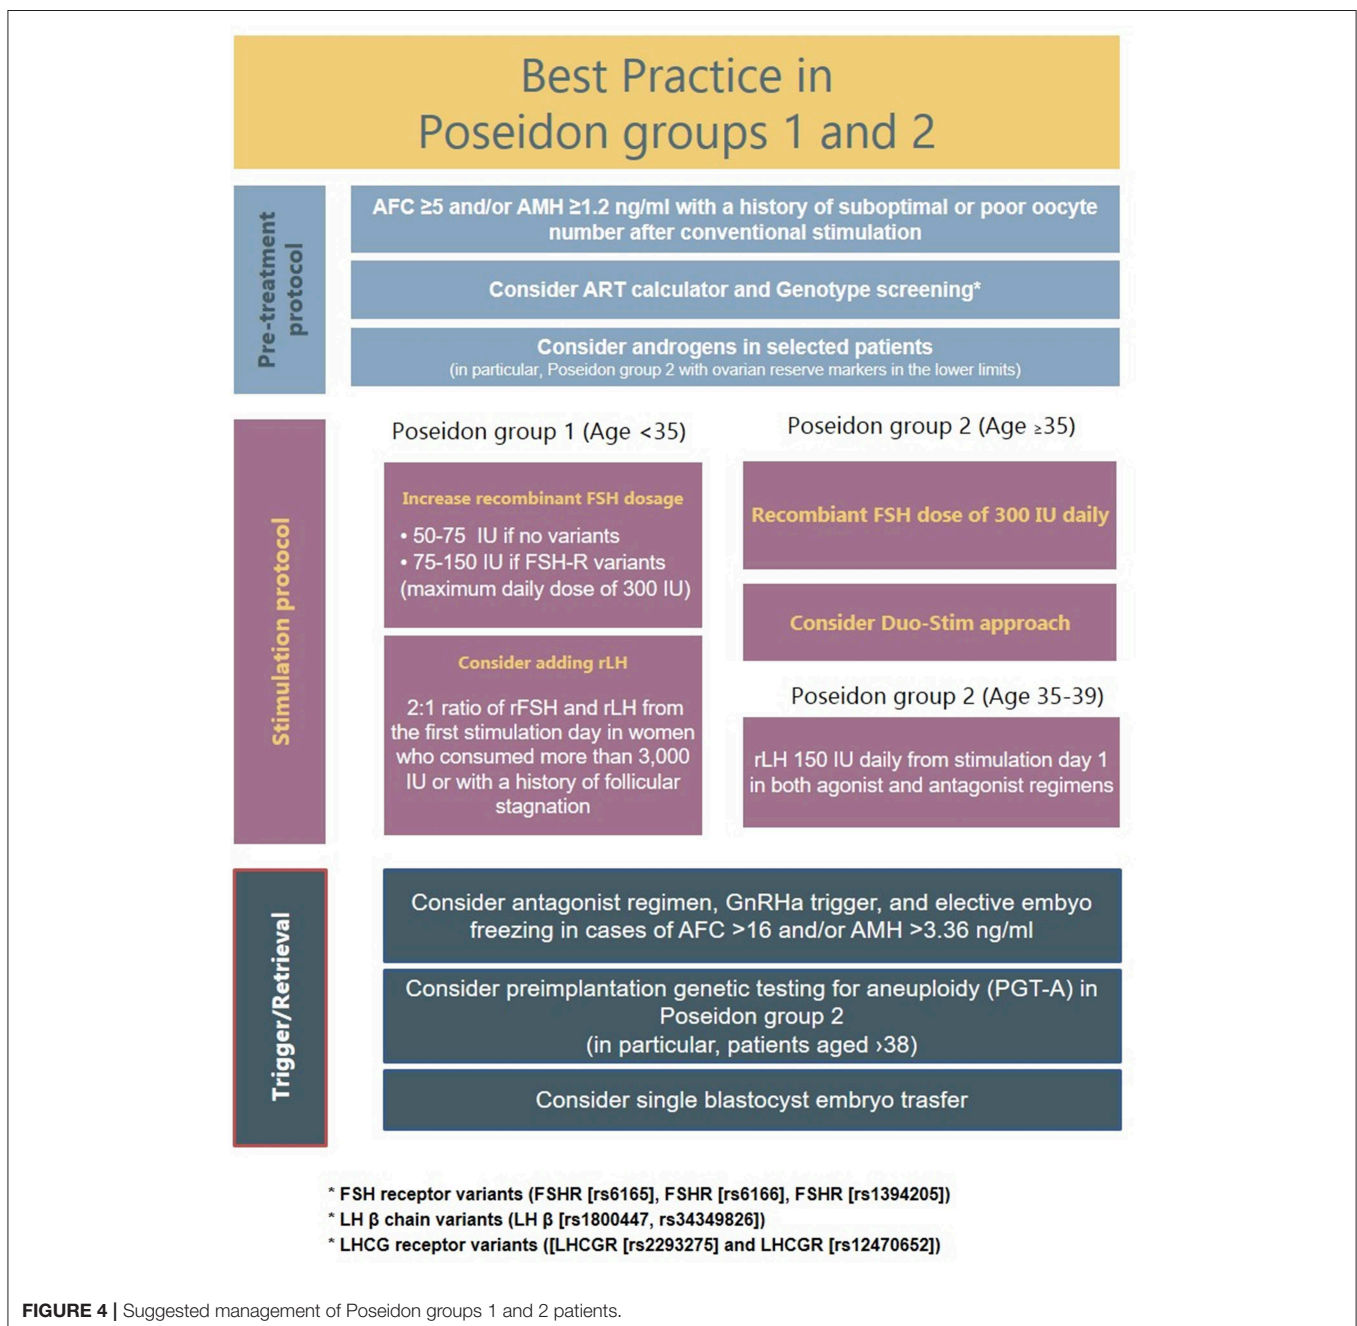 Best Practice in
Poseidon groups 1 and 2
Pre-treatment
protocol
AFC ≥5 and/or AMH ≥1.2 ng/ml with a history of suboptimal or poor oocyte
number after conventional stimulation
Consider ART calculator and Genotype screening*
Consider androgens in selected patients
(in particular, Poseidon group 2 with ovarian reserve markers in the lower limits)
Stimulation protocol
Poseidon group 1 (Age <35)
Increase recombinant FSH dosage
• 50-75 IU if no variants
• 75-150 IU if FSH-R variants
(maximum daily dose of 300 IU)
Consider adding rLH
2:1 ratio of rFSH and rLH from
the first stimulation day in women
who consumed more than 3,000
IU or with a history of follicular
stagnation
Poseidon group 2 (Age ≥35)
Recombiant FSH dose of 300 IU daily
Consider Duo-Stim approach
Poseidon group 2 (Age 35-39)
rLH 150 IU daily from stimulation day 1
in both agonist and antagonist regimens
Trigger/Retrieval
Consider antagonist regimen, GnRHa trigger, and elective embyo
freezing in cases of AFC >16 and/or AMH >3.36 ng/ml
Consider preimplantation genetic testing for aneuploidy (PGT-A) in
Poseidon group 2
(in particular, patients aged ›38)
Consider single blastocyst embryo trasfer
* FSH receptor variants (FSHR [rs6165], FSHR [rs6166], FSHR [rs1394205])
* LH β chain variants (LH β [rs1800447, rs34349826])
* LHCG receptor variants ([LHCGR [rs2293275] and LHCGR [rs12470652])
FIGURE 4 | Suggested management of Poseidon groups 1 and 2 patients.